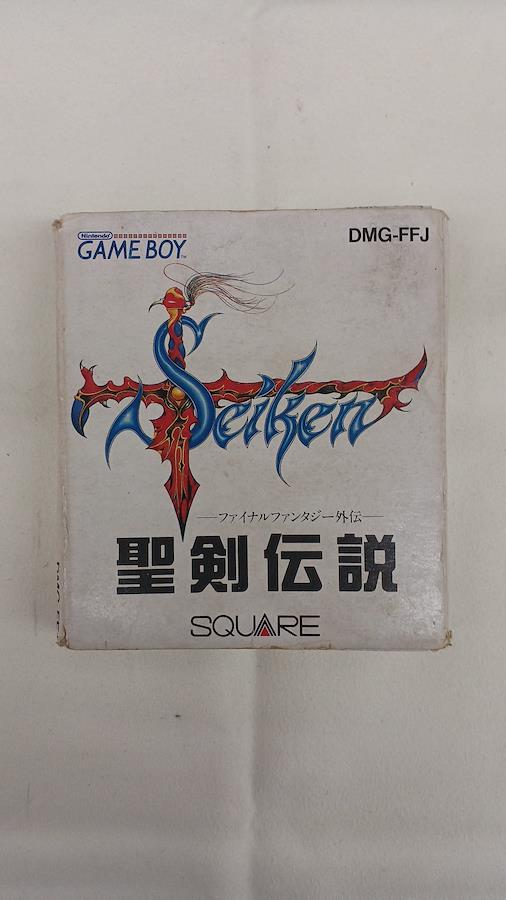 Nintendo
GAME BOY™
DMG-FFJ
Seiken
―ファイナルファンタジー外伝―
聖剣伝説
SQUARE